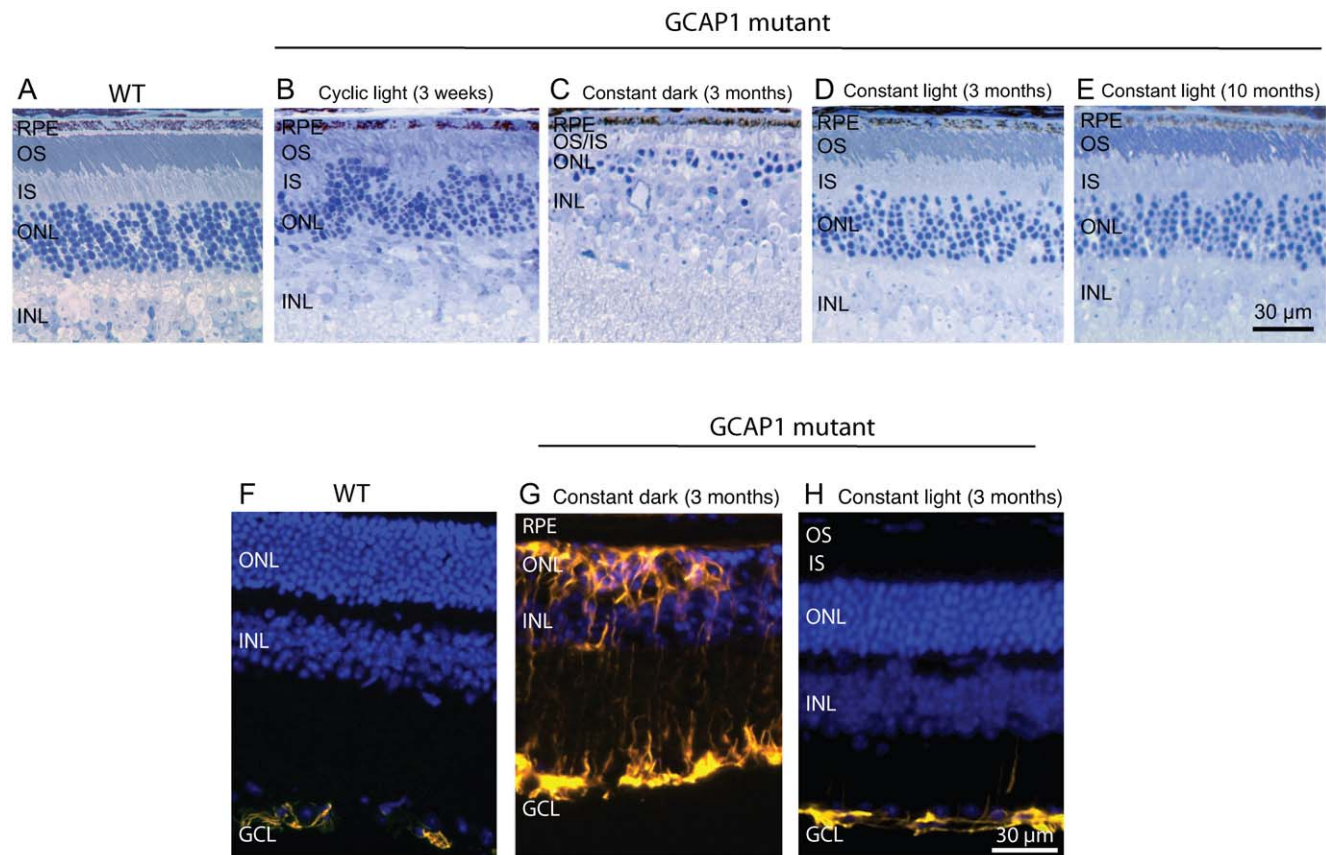 GCAP1 mutant
A WT
B Cyclic light (3 weeks)
C Constant dark (3 months)
D Constant light (3 months)
E Constant light (10 months)
RPE
OS
IS
ONL
INL
RPE
OS
IS
ONL
INL
RPE
OS/IS
ONL
INL
RPE
OS
IS
ONL
INL
RPE
OS
IS
ONL
INL
30 µm
GCAP1 mutant
F WT
G Constant dark (3 months)
H Constant light (3 months)
ONL
INL
GCL
RPE
ONL
INL
GCL
OS
IS
ONL
INL
GCL
30 µm